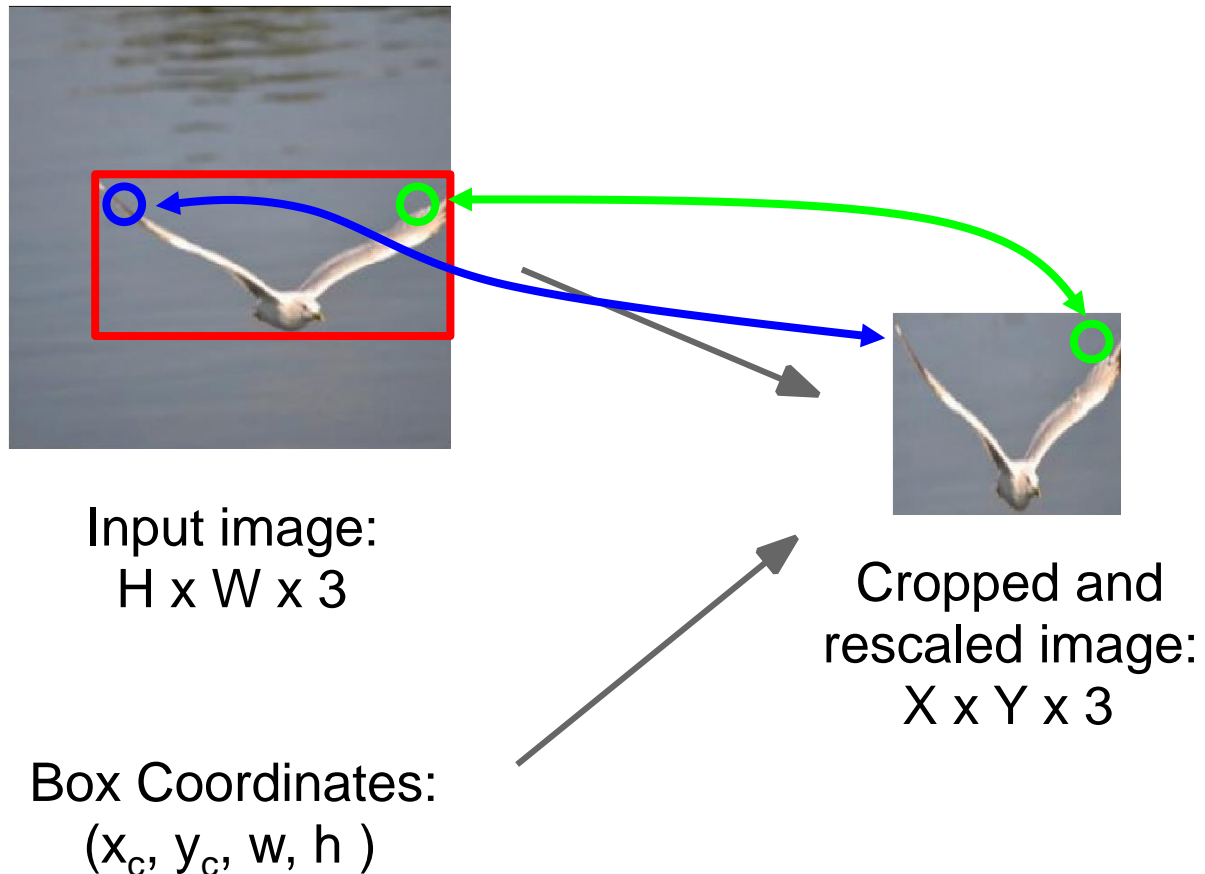 Input image:
H x W x 3
Cropped and
rescaled image:
X x Y x 3
Box Coordinates:
(xc, yc, w, h )